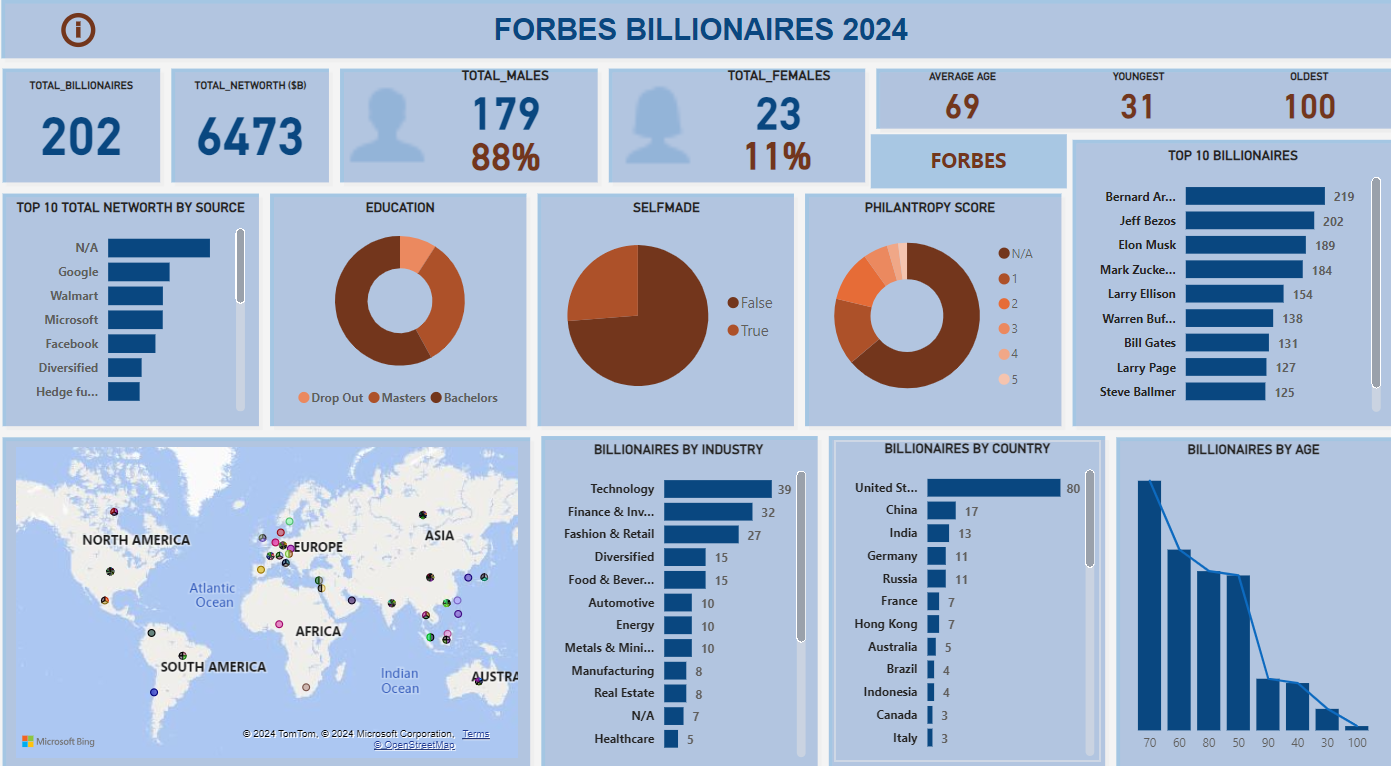 FORBES BILLIONAIRES 2024
TOTAL_BILLIONAIRES
202
TOTAL_NETWORTH ($B)
6473
TOTAL_MALES
179
88%
TOTAL_FEMALES
23
11%
AVERAGE AGE
69
YOUNGEST
31
OLDEST
100
FORBES
TOP 10 BILLIONAIRES
Bernard Ar... 219
Jeff Bezos 202
Elon Musk 189
Mark Zucke... 184
Larry Ellison 154
Warren Buf... 138
Bill Gates 131
Larry Page 127
Steve Ballmer 125
TOP 10 TOTAL NETWORTH BY SOURCE
N/A
Google
Walmart
Microsoft
Facebook
Diversified
Hedge fu...
EDUCATION
Drop Out Masters Bachelors
SELFMADE
False
True
PHILANTROPY SCORE
N/A
1
2
3
4
5
NORTH AMERICA
EUROPE
ASIA
Atlantic
Ocean
AFRICA
SOUTH AMERICA
Indian
Ocean
AUSTRA
Microsoft Bing
© 2024 TomTom, © 2024 Microsoft Corporation, Terms
© OpenStreetMap
BILLIONAIRES BY INDUSTRY
Technology 39
Finance & Inv... 32
Fashion & Retail 27
Diversified 15
Food & Bever... 15
Automotive 10
Energy 10
Metals & Mini... 10
Manufacturing 8
Real Estate 8
N/A 7
Healthcare 5
BILLIONAIRES BY COUNTRY
United St... 80
China 17
India 13
Germany 11
Russia 11
France 7
Hong Kong 7
Australia 5
Brazil 4
Indonesia 4
Canada 3
Italy 3
BILLIONAIRES BY AGE
70 60 80 50 90 40 30 100